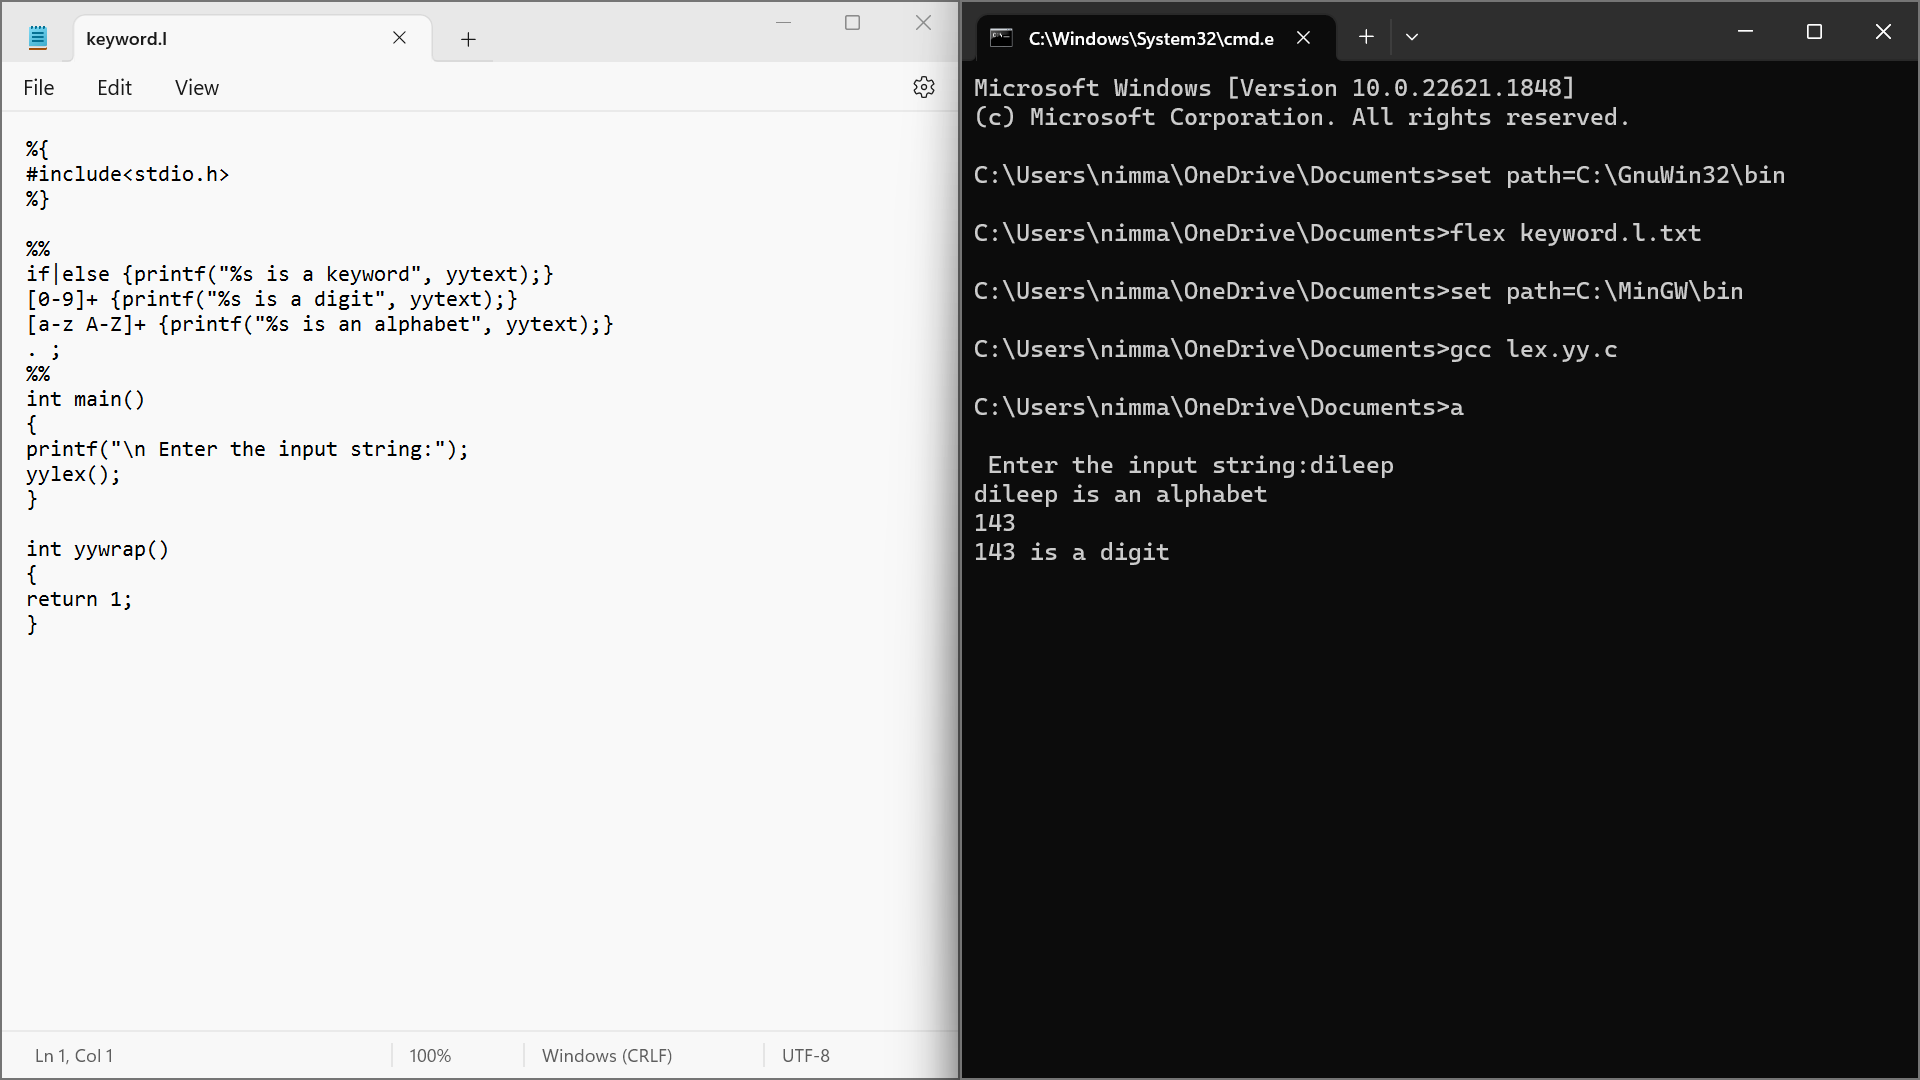 keyword.l
File Edit View
%{
#include<stdio.h>
%}
%%
if|else {printf("%s is a keyword", yytext);}
[0-9]+ {printf("%s is a digit", yytext);}
[a-z A-Z]+ {printf("%s is an alphabet", yytext);}
. ;
%%
int main()
{
printf("\n Enter the input string:");
yylex();
}
int yywrap()
{
return 1;
}
Ln 1, Col 1 100% Windows (CRLF) UTF-8
C:\Windows\System32\cmd.e
Microsoft Windows [Version 10.0.22621.1848]
(c) Microsoft Corporation. All rights reserved.
C:\Users\nimma\OneDrive\Documents>set path=C:\GnuWin32\bin
C:\Users\nimma\OneDrive\Documents>flex keyword.l.txt
C:\Users\nimma\OneDrive\Documents>set path=C:\MinGW\bin
C:\Users\nimma\OneDrive\Documents>gcc lex.yy.c
C:\Users\nimma\OneDrive\Documents>a
Enter the input string:dileep
dileep is an alphabet
143
143 is a digit